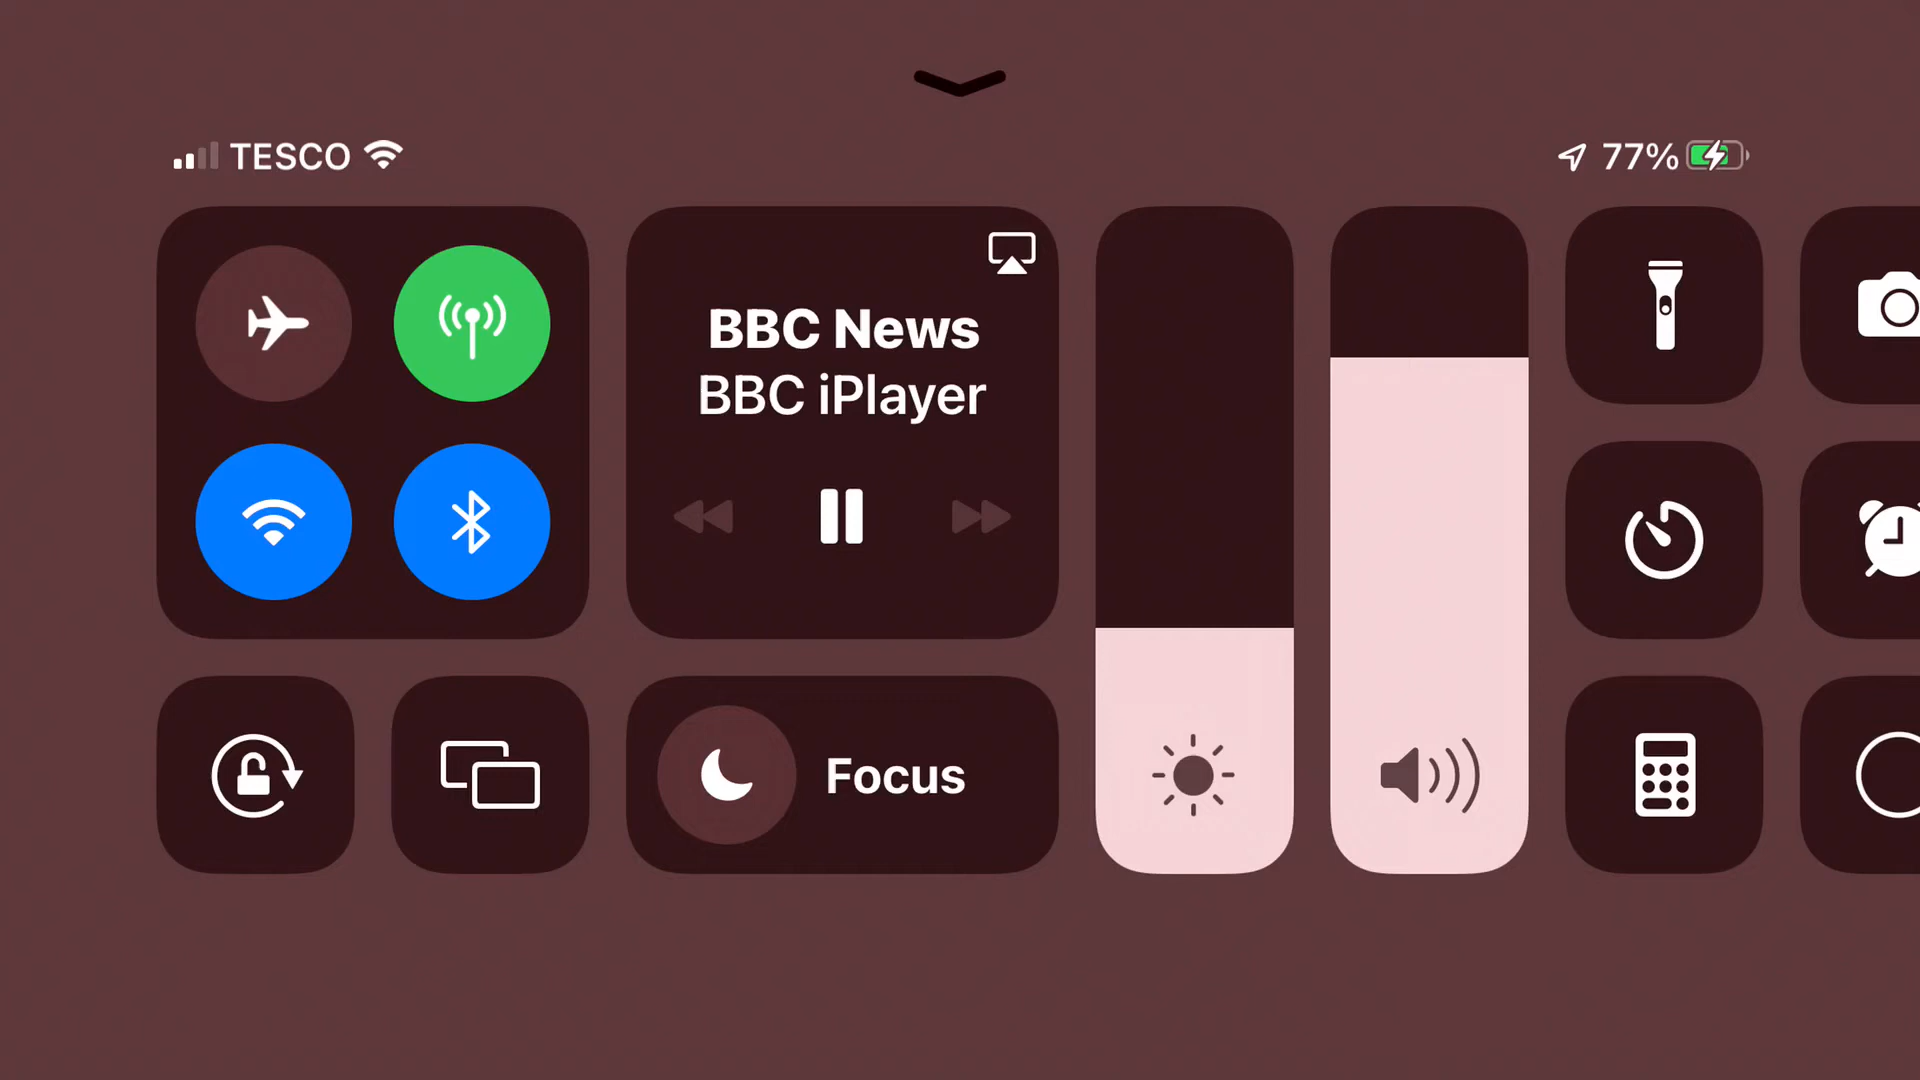 TESCO
77%
BBC News
BBC iPlayer
Focus